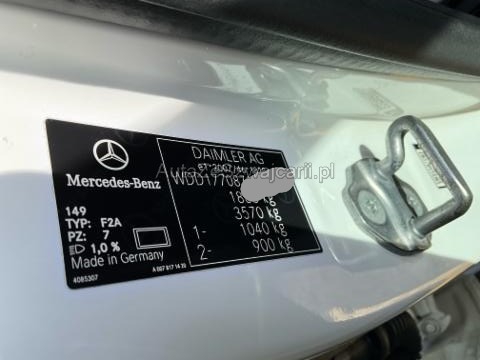 Mercedes-Benz
149
TYP: F2A
PZ: 7
1,0%
Made in Germany
4085307
DAIMLER AG
WDD17708
kg
3570 kg
1- 1040 kg
2- 900 kg